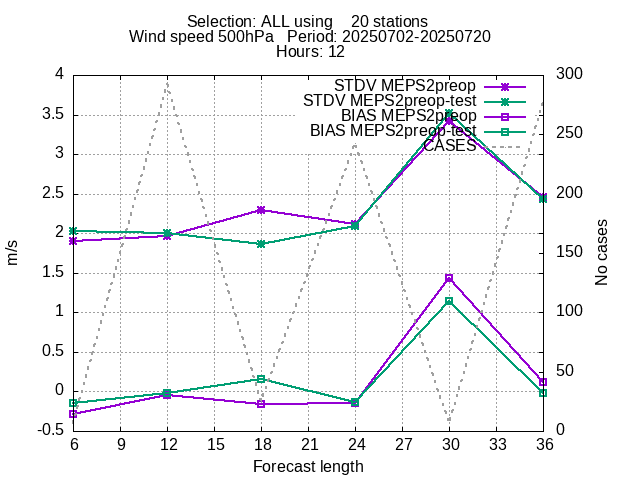 Selection: ALL using    20 stations
Wind speed 500hPa   Period: 20250702-20250720
Hours: 12
4
3.5
3
2.5
2
1.5
1
0.5
0
-0.5
m/s
STDV MEPS2preop
STDV MEPS2preop-test
BIAS MEPS2preop
BIAS MEPS2preop-test
CASES
300
250
200
150
100
50
0
No cases
6 9 12 15 18 21 24 27 30 33 36
Forecast length